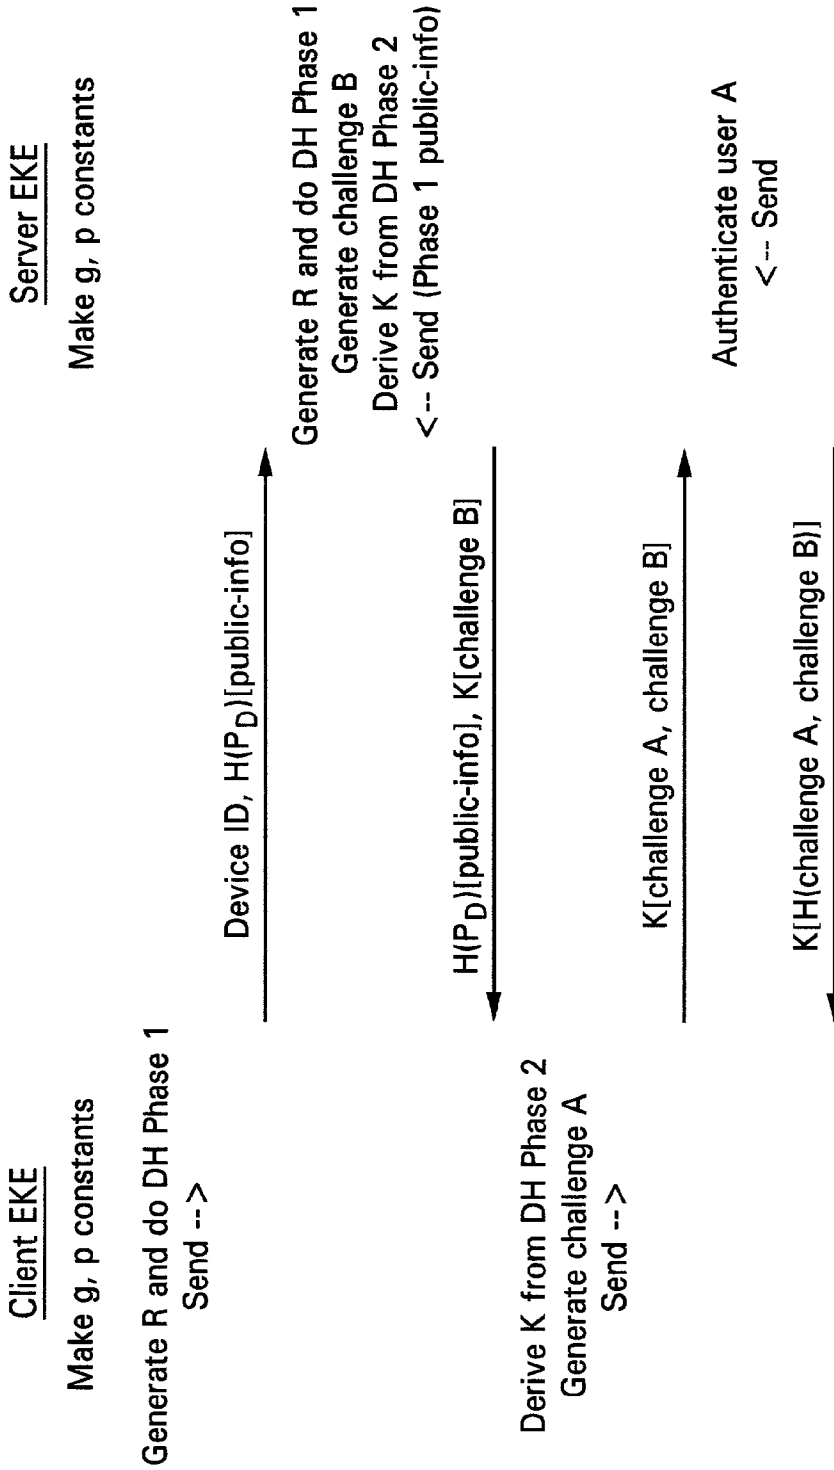 Client EKE
Server EKE
Make g, p constants
Make g, p constants
Generate R and do DH Phase 1
Send -->
Device ID, H(PD)[public-info]
Generate R and do DH Phase 1
Generate challenge B
Derive K from DH Phase 2
<-- Send (Phase 1 public-info)
H(PD)[public-info], K[challenge B]
Derive K from DH Phase 2
Generate challenge A
Send -->
K[challenge A, challenge B]
Authenticate user A
<-- Send
K[H(challenge A, challenge B)]